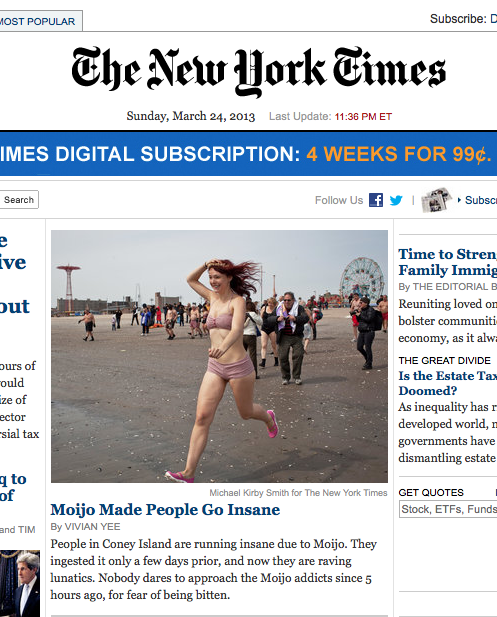 MOST POPULAR
Subscribe: D
The New York Times
Sunday, March 24, 2013 Last Update: 11:36 PM ET
TIMES DIGITAL SUBSCRIPTION: 4 WEEKS FOR 99¢.
Search
Follow Us f | Subsc
e
ive
out
ours of
ould
ize of
ector
rsial tax
q to
of
and TIM
Michael Kirby Smith for The New York Times
Moijo Made People Go Insane
By VIVIAN YEE
People in Coney Island are running insane due to Moijo. They
ingested it only a few days prior, and now they are raving
lunatics. Nobody dares to approach the Moijo addicts since 5
hours ago, for fear of being bitten.
Time to Streng
Family Immig
By THE EDITORIAL B
Reuniting loved on
bolster communiti
economy, as it alwa
THE GREAT DIVIDE
Is the Estate Tax
Doomed?
As inequality has r
developed world, m
governments have
dismantling estate
GET QUOTES
Stock, ETFs, Funds